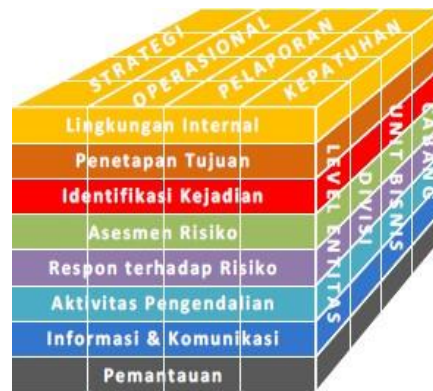 STRATEGI
OPERASIONAL
PELAPORAN
KEPATUHAN
Lingkungan Internal
Penetapan Tujuan
Identifikasi Kejadian
Asesmen Risiko
Respon terhadap Risiko
Aktivitas Pengendalian
Informasi & Komunikasi
Pemantauan
LEVEL ENTITAS
DIVISI
UNIT BISNIS
CABANG